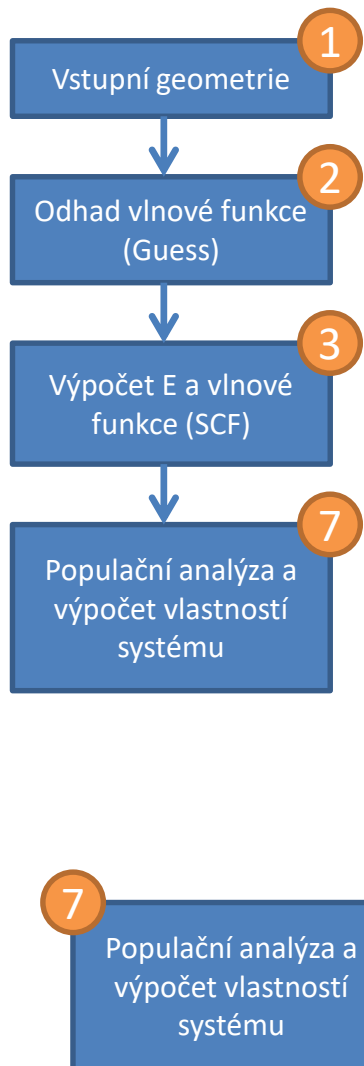 1
Vstupní geometrie
2
Odhad vlnové funkce
(Guess)
3
Výpočet E a vlnové
funkce (SCF)
7
Populační analýza a
výpočet vlastností
systému
7
Populační analýza a
výpočet vlastností
systému